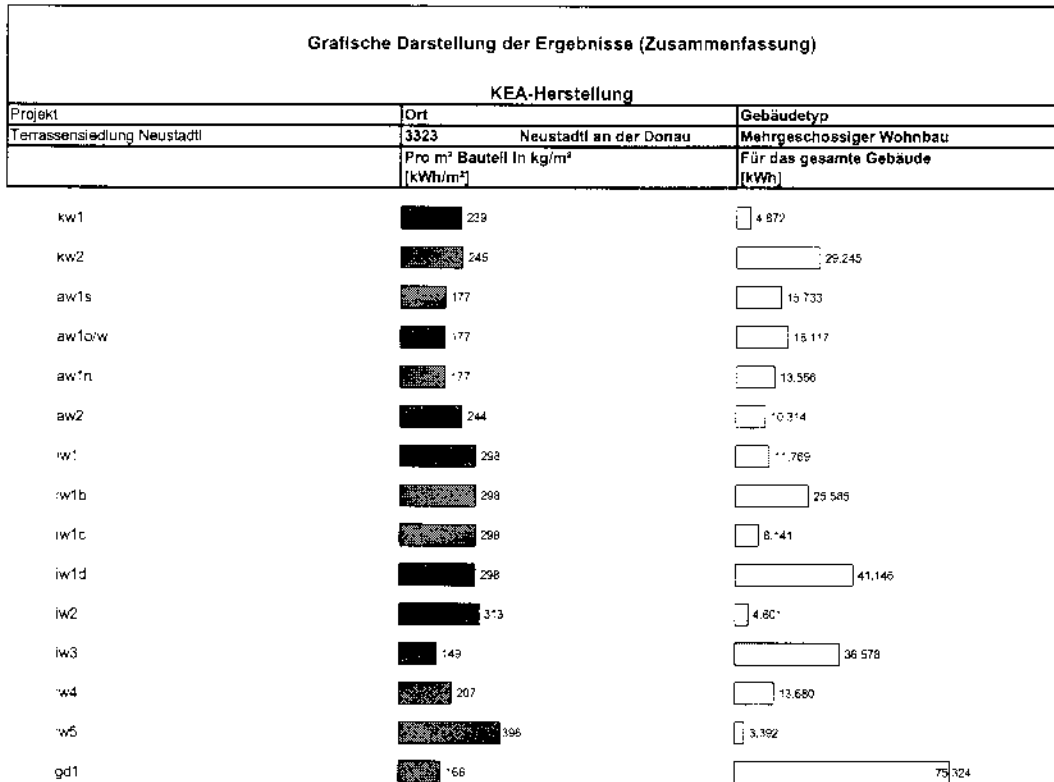 Grafische Darstellung der Ergebnisse (Zusammenfassung)
KEA-Herstellung
Projekt Ort Gebäudetyp
Terrassensiedlung Neustadtl 3323 Neustadtl an der Donau Mehrgeschossiger Wohnbau
Pro m² Bauteil in kg/m² Für das gesamte Gebäude
[kWh/m²] [kWh]
kw1 239 4.872
kw2 245 29.245
aw1s 177 15.733
aw1o/w 177 18.117
aw1n 177 13.556
aw2 244 10.314
iw1 298 11.769
iw1b 298 25.585
iw1c 298 8.141
iw1d 298 41.146
iw2 313 4.601
iw3 149 36.578
iw4 207 13.680
iw5 396 3.392
gd1 166 75.324